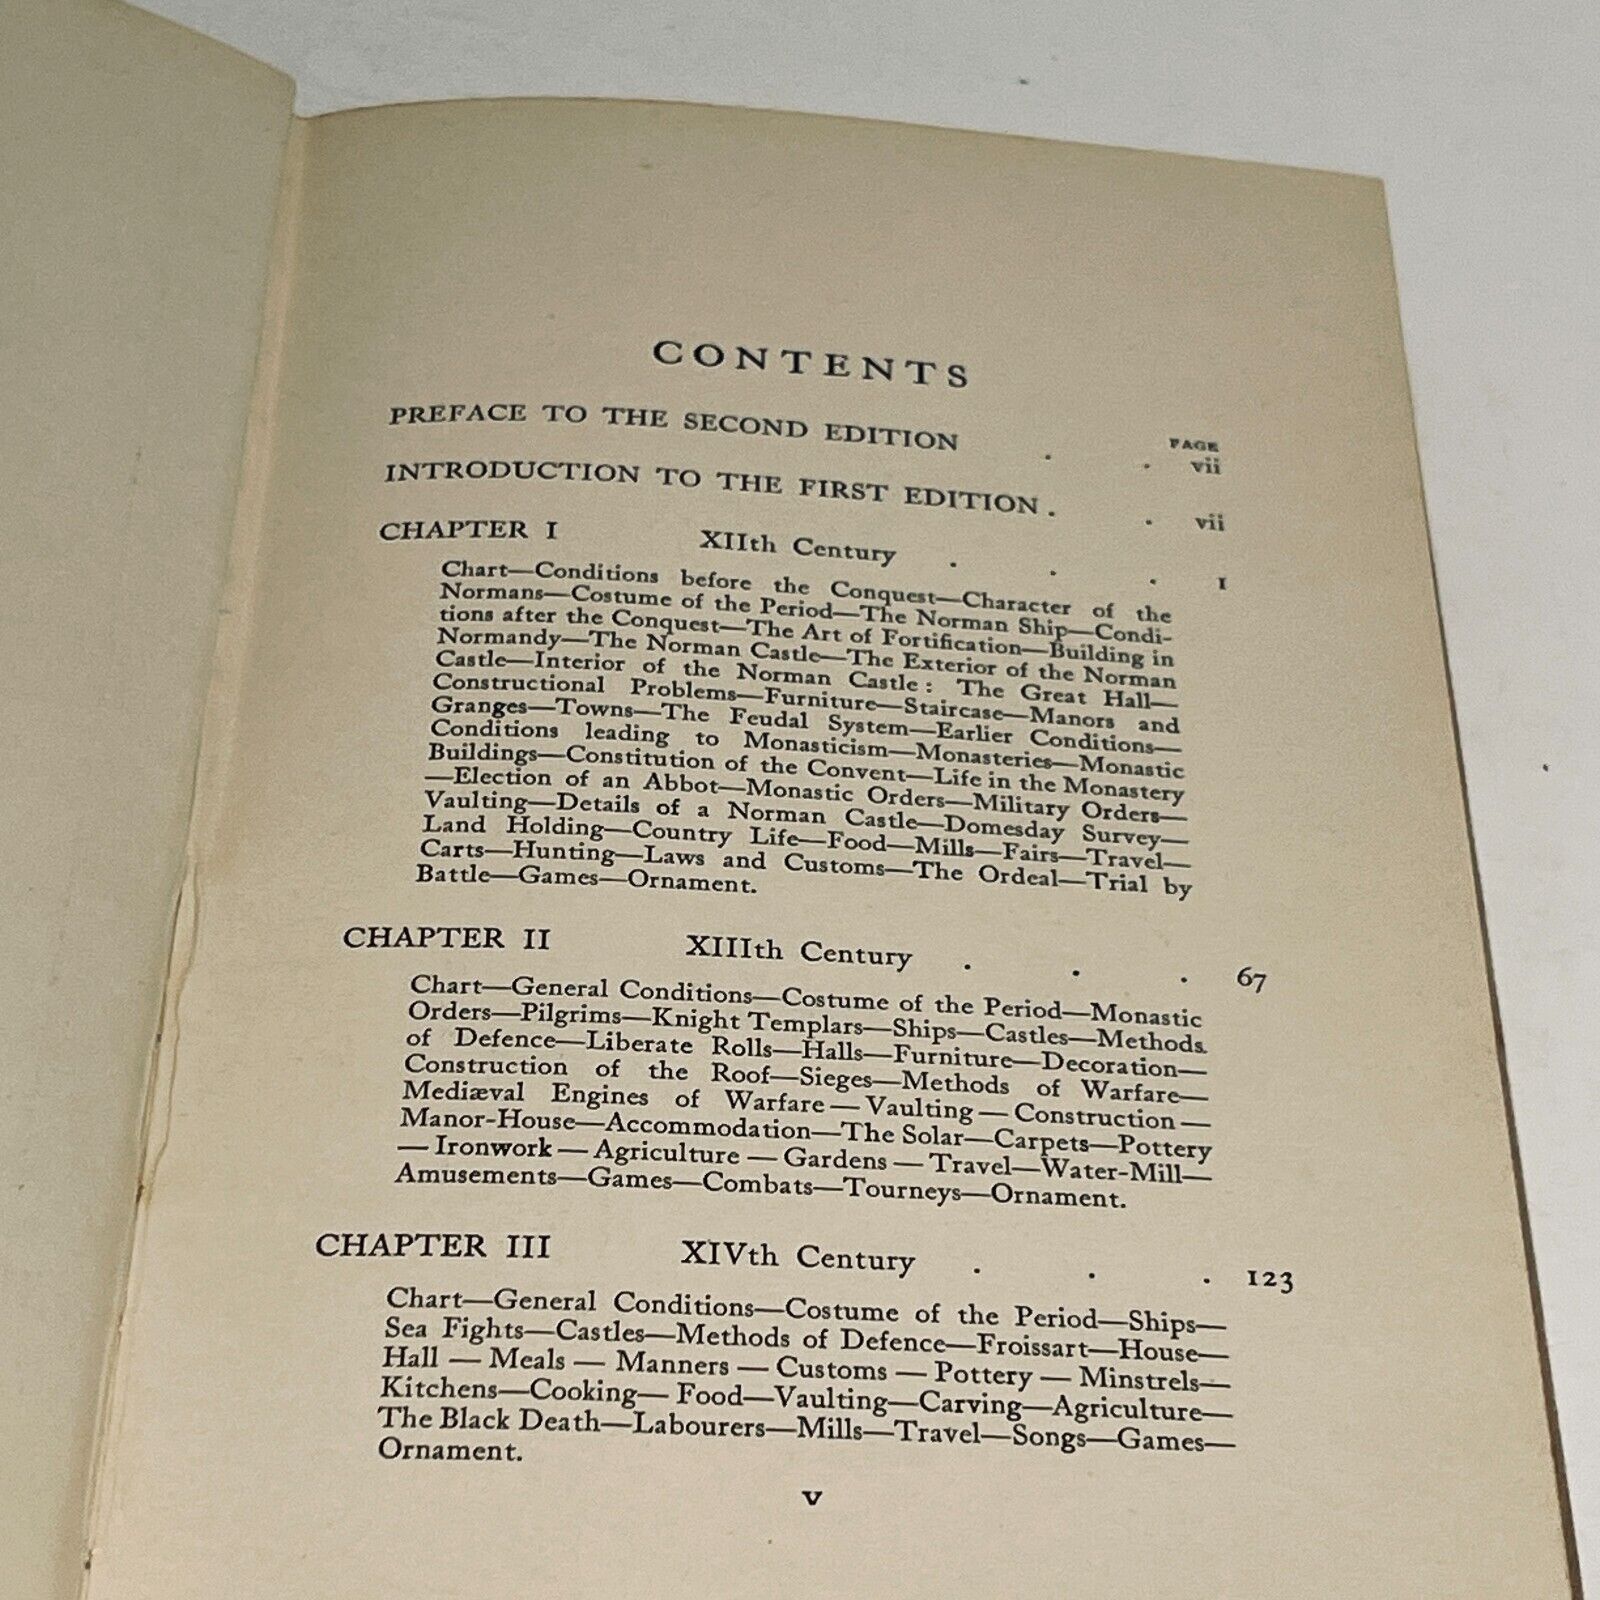 CONTENTS
PAGE
PREFACE TO THE SECOND EDITION . . vii
INTRODUCTION TO THE FIRST EDITION . . vii
CHAPTER I XIIth Century . . . 1
Chart—Conditions before the Conquest—Character of the
Normans—Costume of the Period—The Norman Ship—Condi-
tions after the Conquest—The Art of Fortification—Building in
Normandy—The Norman Castle—The Exterior of the Norman
Castle—Interior of the Norman Castle: The Great Hall—
Constructional Problems—Furniture—Staircase—Manors and
Granges—Towns—The Feudal System—Earlier Conditions—
Conditions leading to Monasticism—Monasteries—Monastic
Buildings—Constitution of the Convent—Life in the Monastery
—Election of an Abbot—Monastic Orders—Military Orders—
Vaulting—Details of a Norman Castle—Domesday Survey—
Land Holding—Country Life—Food—Mills—Fairs—Travel—
Carts—Hunting—Laws and Customs—The Ordeal—Trial by
Battle—Games—Ornament.
CHAPTER II XIIIth Century . . . 67
Chart—General Conditions—Costume of the Period—Monastic
Orders—Pilgrims—Knight Templars—Ships—Castles—Methods
of Defence—Liberate Rolls—Halls—Furniture—Decoration—
Construction of the Roof—Sieges—Methods of Warfare—
Mediæval Engines of Warfare — Vaulting — Construction —
Manor-House—Accommodation—The Solar—Carpets—Pottery
— Ironwork — Agriculture — Gardens — Travel—Water-Mill—
Amusements—Games—Combats—Tourneys—Ornament.
CHAPTER III XIVth Century . . . 123
Chart—General Conditions—Costume of the Period—Ships—
Sea Fights—Castles—Methods of Defence—Froissart—House—
Hall — Meals — Manners — Customs — Pottery — Minstrels—
Kitchens—Cooking— Food—Vaulting—Carving—Agriculture—
The Black Death—Labourers—Mills—Travel—Songs—Games—
Ornament.
v